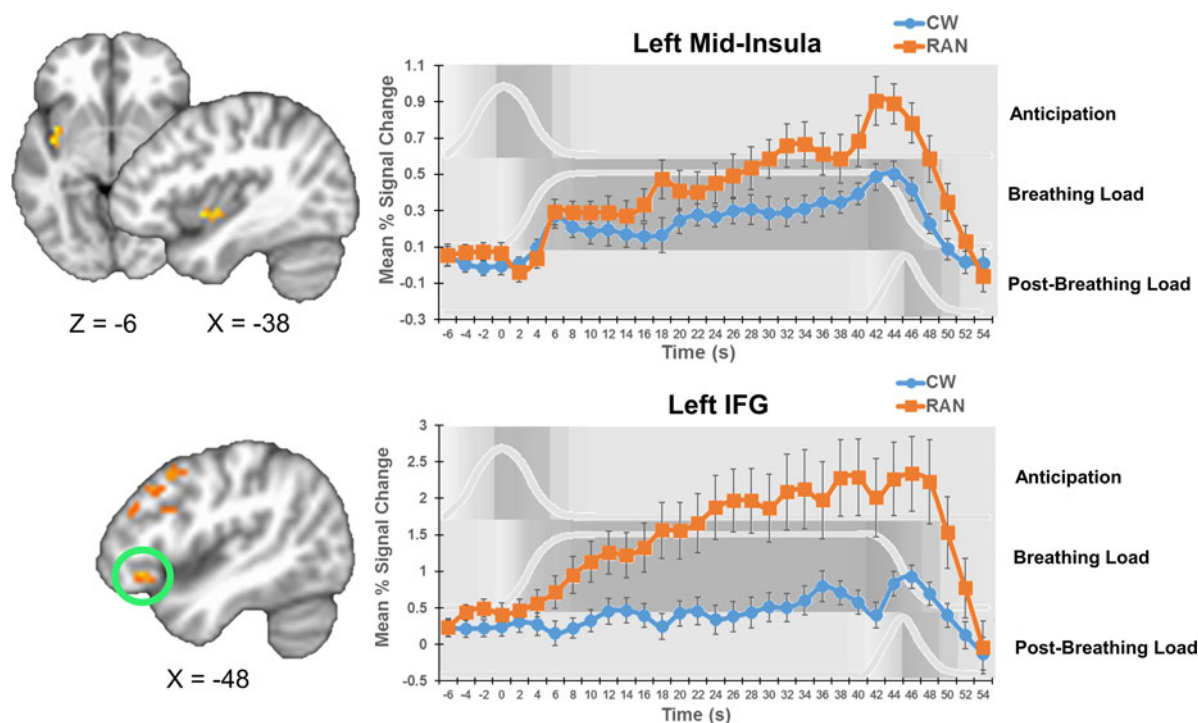 Left Mid-Insula
CW
RAN
Mean % Signal Change
1.1
0.9
0.7
0.5
0.3
0.1
-0.1
-0.3
-6 -4 -2 0 2 4 6 8 10 12 14 16 18 20 22 24 26 28 30 32 34 36 38 40 42 44 46 48 50 52 54
Time (s)
Anticipation
Breathing Load
Post-Breathing Load
Z = -6 X = -38
Left IFG
CW
RAN
Mean % Signal Change
3
2.5
2
1.5
1
0.5
0
-0.5
-6 -4 -2 0 2 4 6 8 10 12 14 16 18 20 22 24 26 28 30 32 34 36 38 40 42 44 46 48 50 52 54
Time (s)
Anticipation
Breathing Load
Post-Breathing Load
X = -48